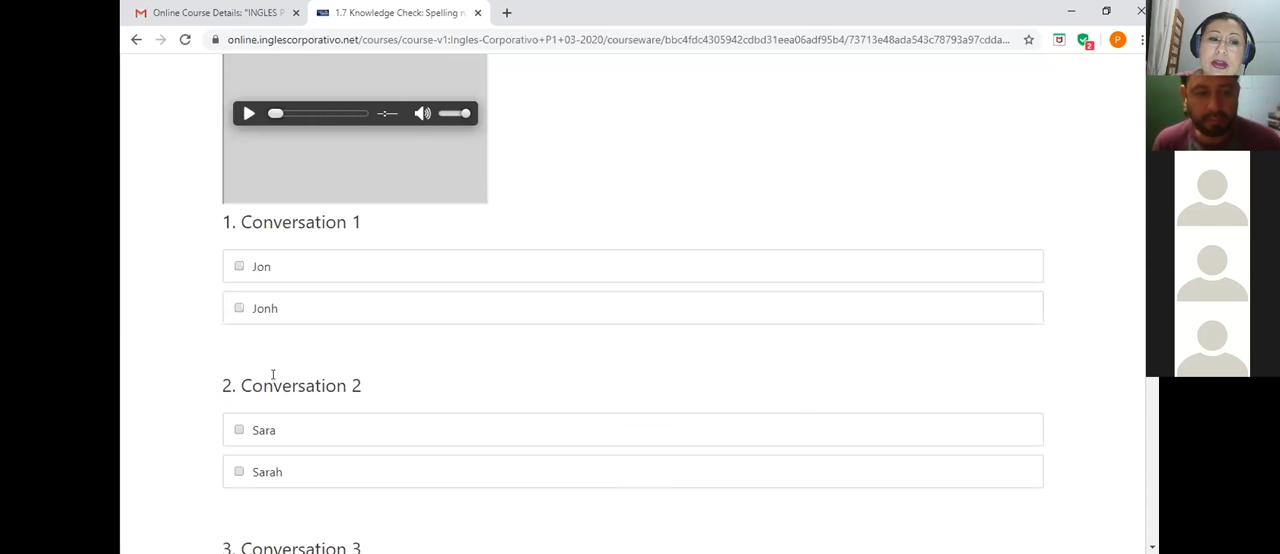 Online Course Details: "INGLES P
1.7 Knowledge Check: Spelling n
online.inglescorporativo.net/courses/course-v1:Ingles-Corporativo+P1+03-2020/courseware/bbc4fdc4305942cdbd31eea06adf95b4/73713e48ada543c78793a97cdda...
2
P
1. Conversation 1
Jon
Jonh
2. Conversation 2
Sara
Sarah
3. Conversation 3